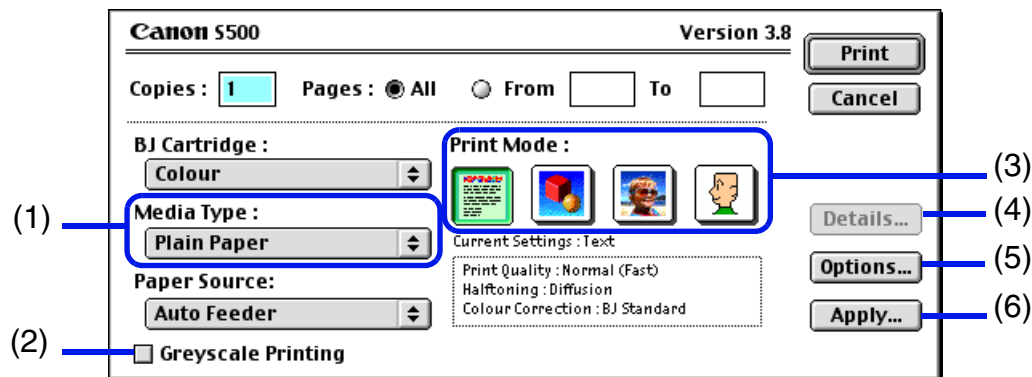 Canon S500 Version 3.8
Print
Copies : 1 Pages : All From To
Cancel
BJ Cartridge :
Colour
Print Mode :
(3)
(1)
Media Type :
Plain Paper
Current Settings : Text
Details...
(4)
Print Quality : Normal (Fast)
Halftoning : Diffusion
Colour Correction : BJ Standard
Options...
(5)
Paper Source:
Auto Feeder
Apply...
(6)
(2)
Greyscale Printing